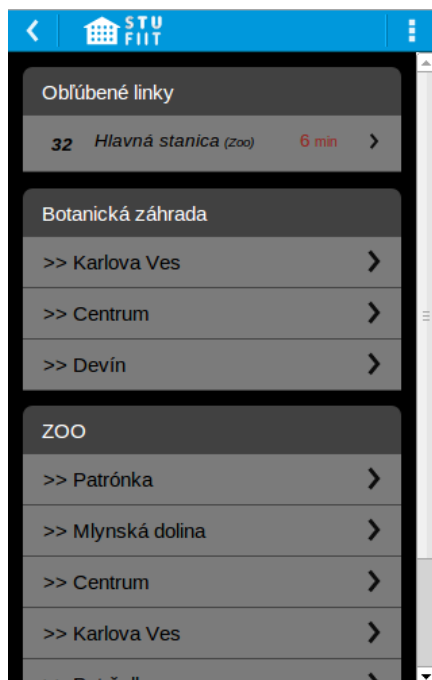 STU
FIIT
Obľúbené linky
32 Hlavná stanica (Zoo) 6 min
Botanická záhrada
>> Karlova Ves
>> Centrum
>> Devín
ZOO
>> Patrónka
>> Mlynská dolina
>> Centrum
>> Karlova Ves